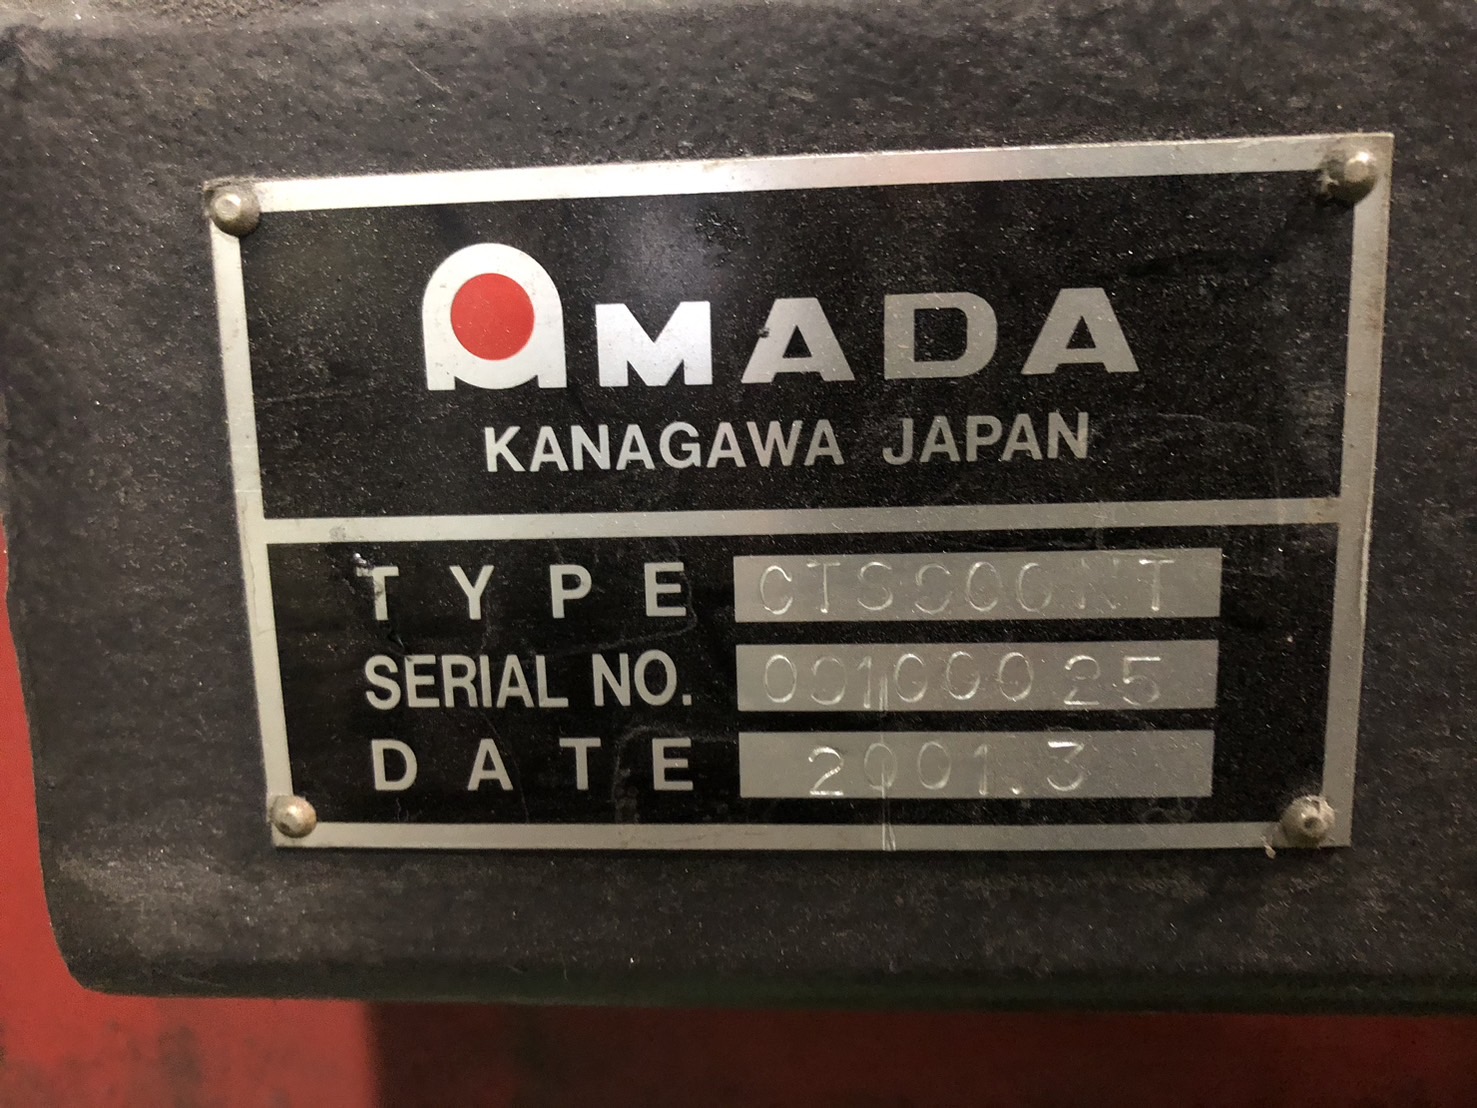 AMADA
KANAGAWA JAPAN
TYPE
SERIAL NO. 00100025
DATE 2001.3